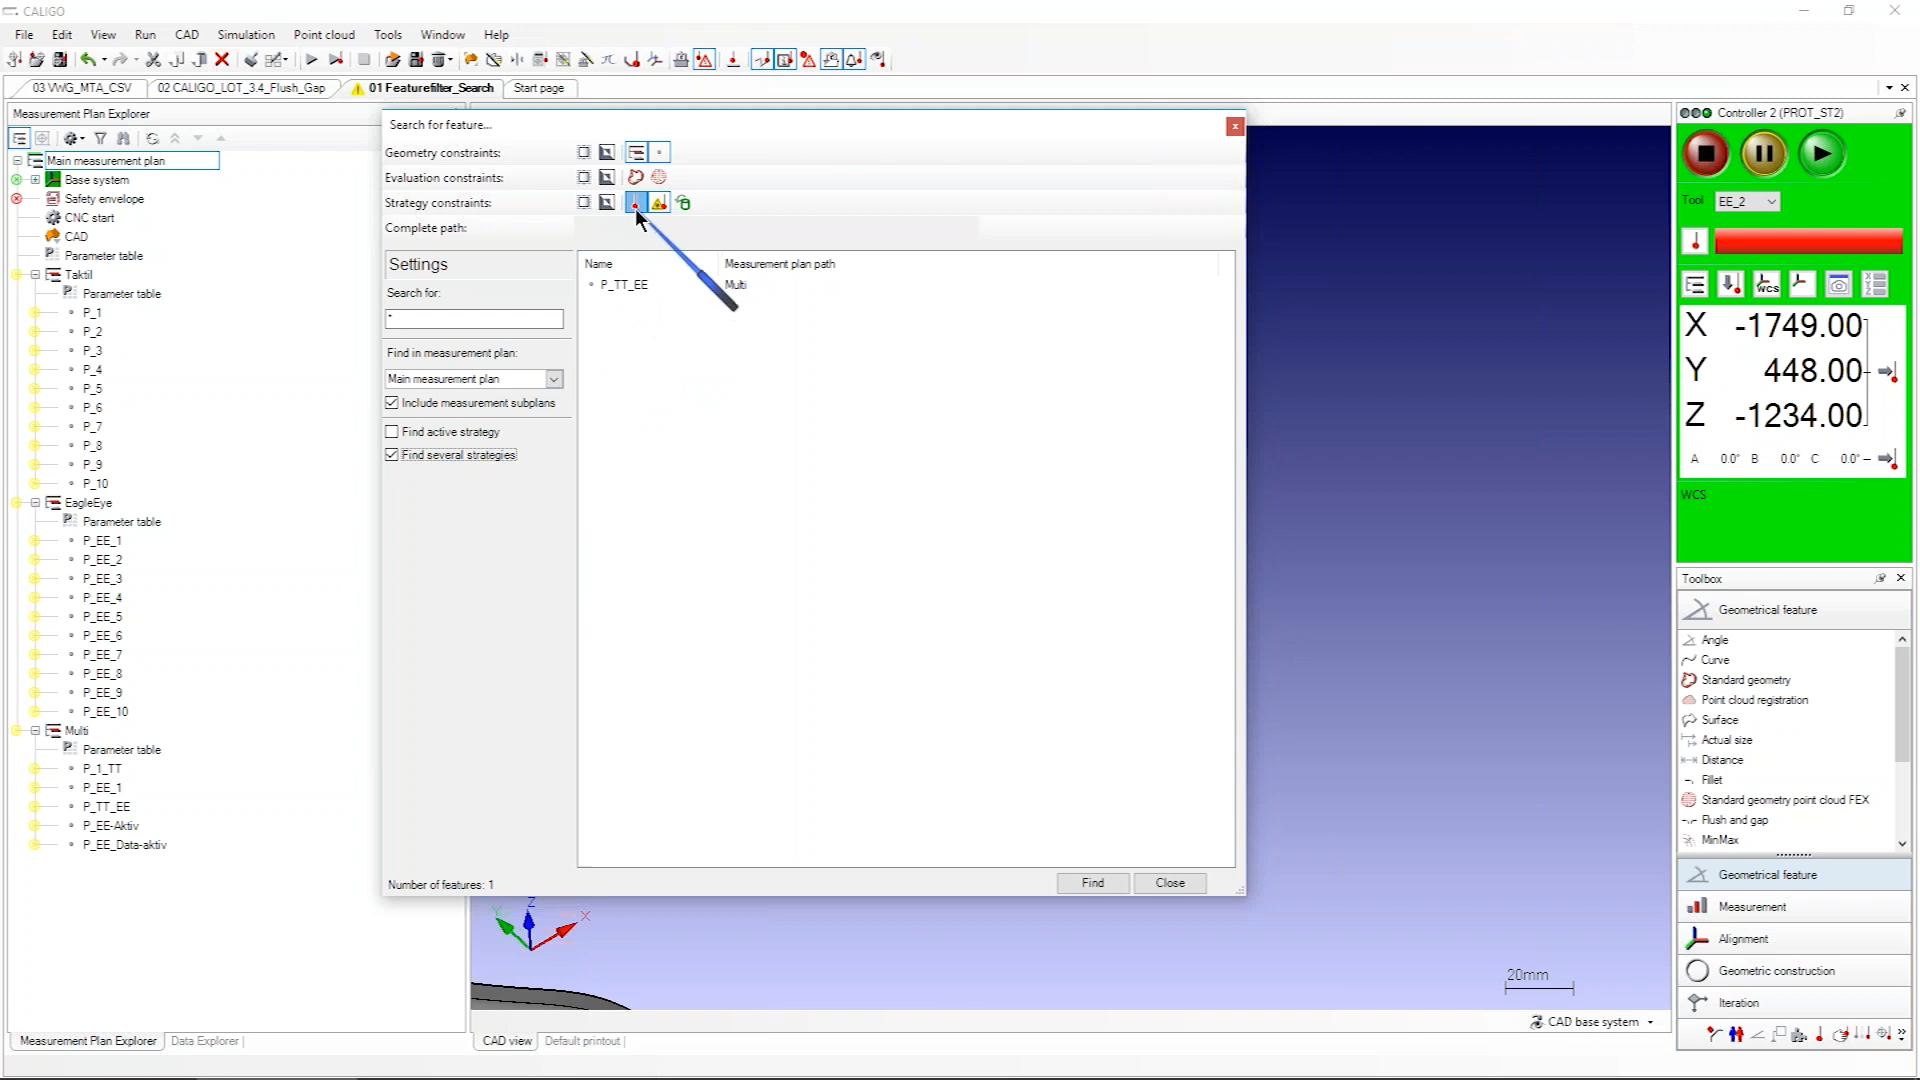 CALIGO
File Edit View Run CAD Simulation Point cloud Tools Window Help
03 VWG_MTA_CSV 02 CALIGO_LOT_3.4_Flush_Gap 01 Featurefilter_Search Start page
Measurement Plan Explorer
Main measurement plan
Base system
Safety envelope
CNC start
CAD
Parameter table
Taktil
Parameter table
P_1
P_2
P_3
P_4
P_5
P_6
P_7
P_8
P_9
P_10
EagleEye
Parameter table
P_EE_1
P_EE_2
P_EE_3
P_EE_4
P_EE_5
P_EE_6
P_EE_7
P_EE_8
P_EE_9
P_EE_10
Multi
Parameter table
P_1_TT
P_EE_1
P_TT_EE
P_EE-Aktiv
P_EE_Data-aktiv
Measurement Plan Explorer Data Explorer
Search for feature...
Geometry constraints:
Evaluation constraints:
Strategy constraints:
Complete path:
Settings
Search for:
*
Find in measurement plan:
Main measurement plan
Include measurement subplans
Find active strategy
Find several strategies
Name Measurement plan path
P_TT_EE Multi
Number of features: 1
Find Close
Z
Y X
20mm
CAD base system
CAD view Default printout
Controller 2 (PROT_ST2)
Tool EE_2
WCS
X -1749.00
Y 448.00
Z -1234.00
A 0.0° B 0.0° C 0.0°
WCS
Toolbox
Geometrical feature
Angle
Curve
Standard geometry
Point cloud registration
Surface
Actual size
Distance
Fillet
Standard geometry point cloud FEX
Flush and gap
MinMax
Geometrical feature
Measurement
Alignment
Geometric construction
Iteration